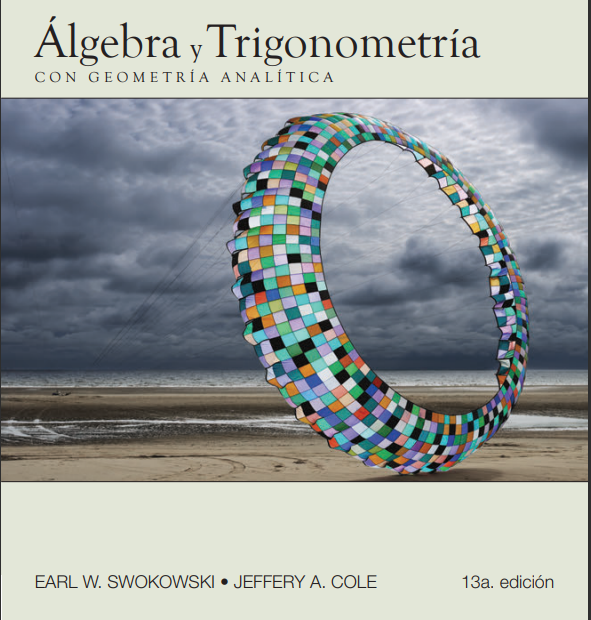 Álgebra y Trigonometría
CON GEOMETRÍA ANALÍTICA
EARL W. SWOKOWSKI • JEFFERY A. COLE 13a. edición